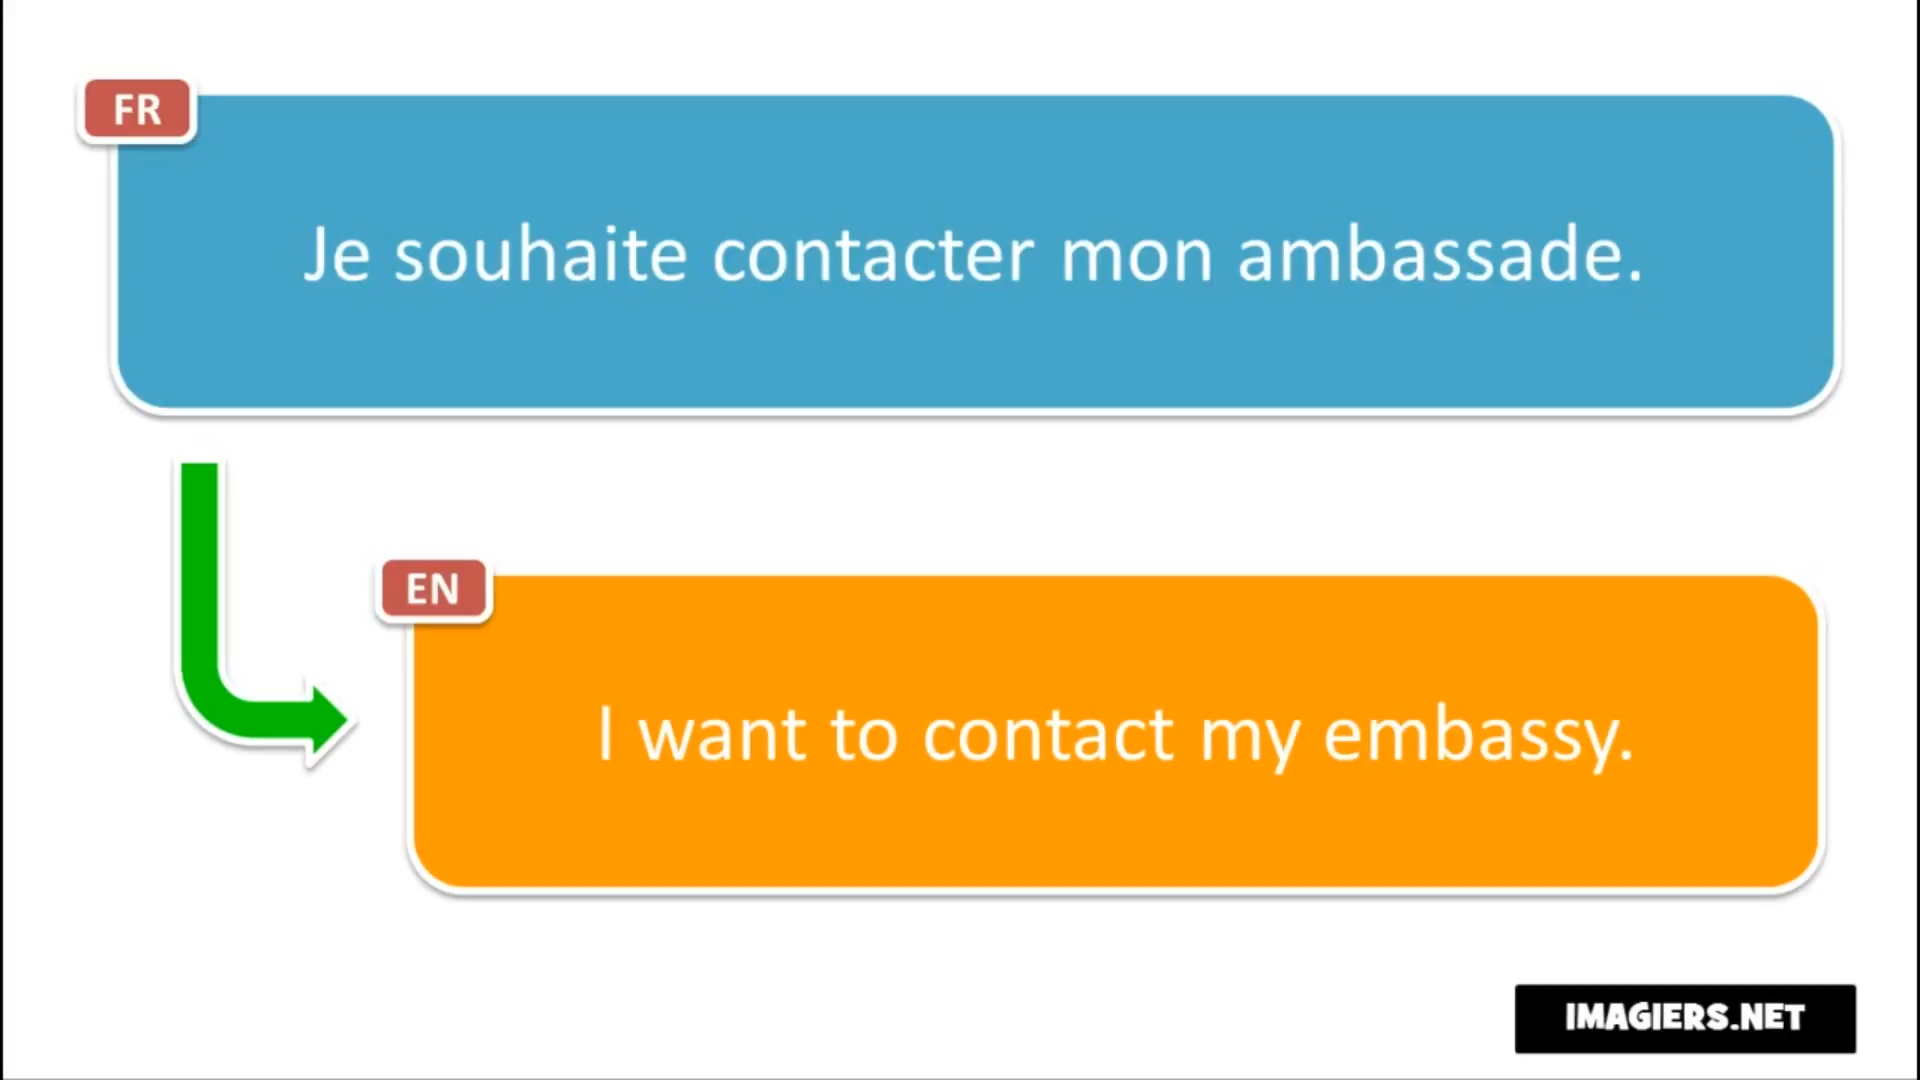 FR
Je souhaite contacter mon ambassade.
EN
I want to contact my embassy.
IMAGIERS.NET